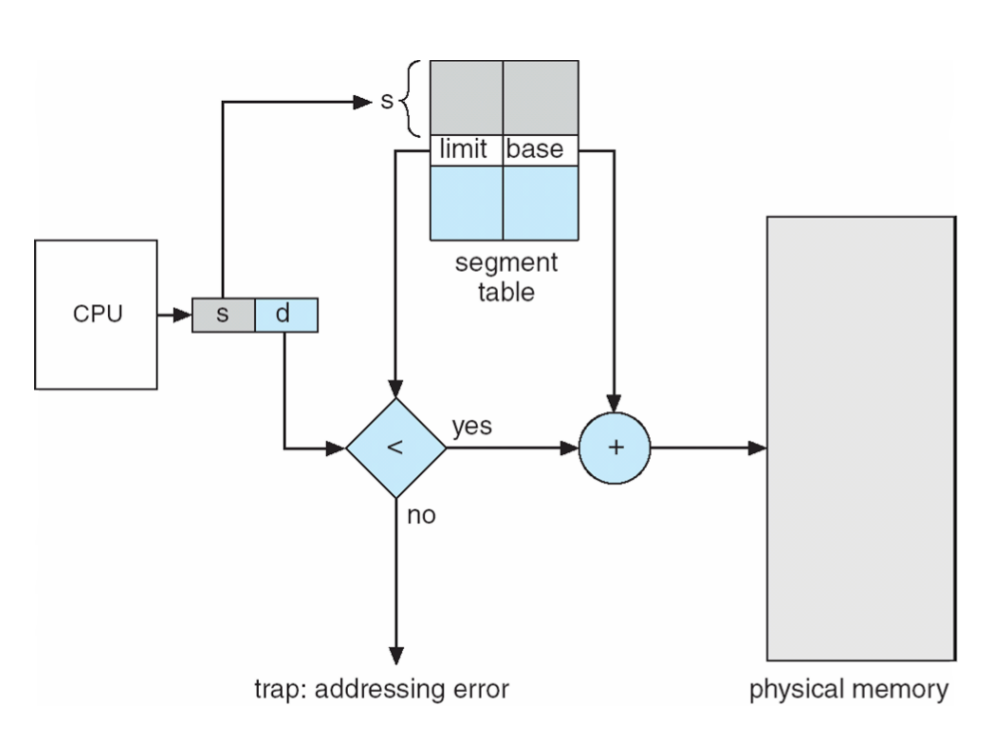 s
limit base
segment
table
CPU
s d
<
yes
+
no
trap: addressing error
physical memory